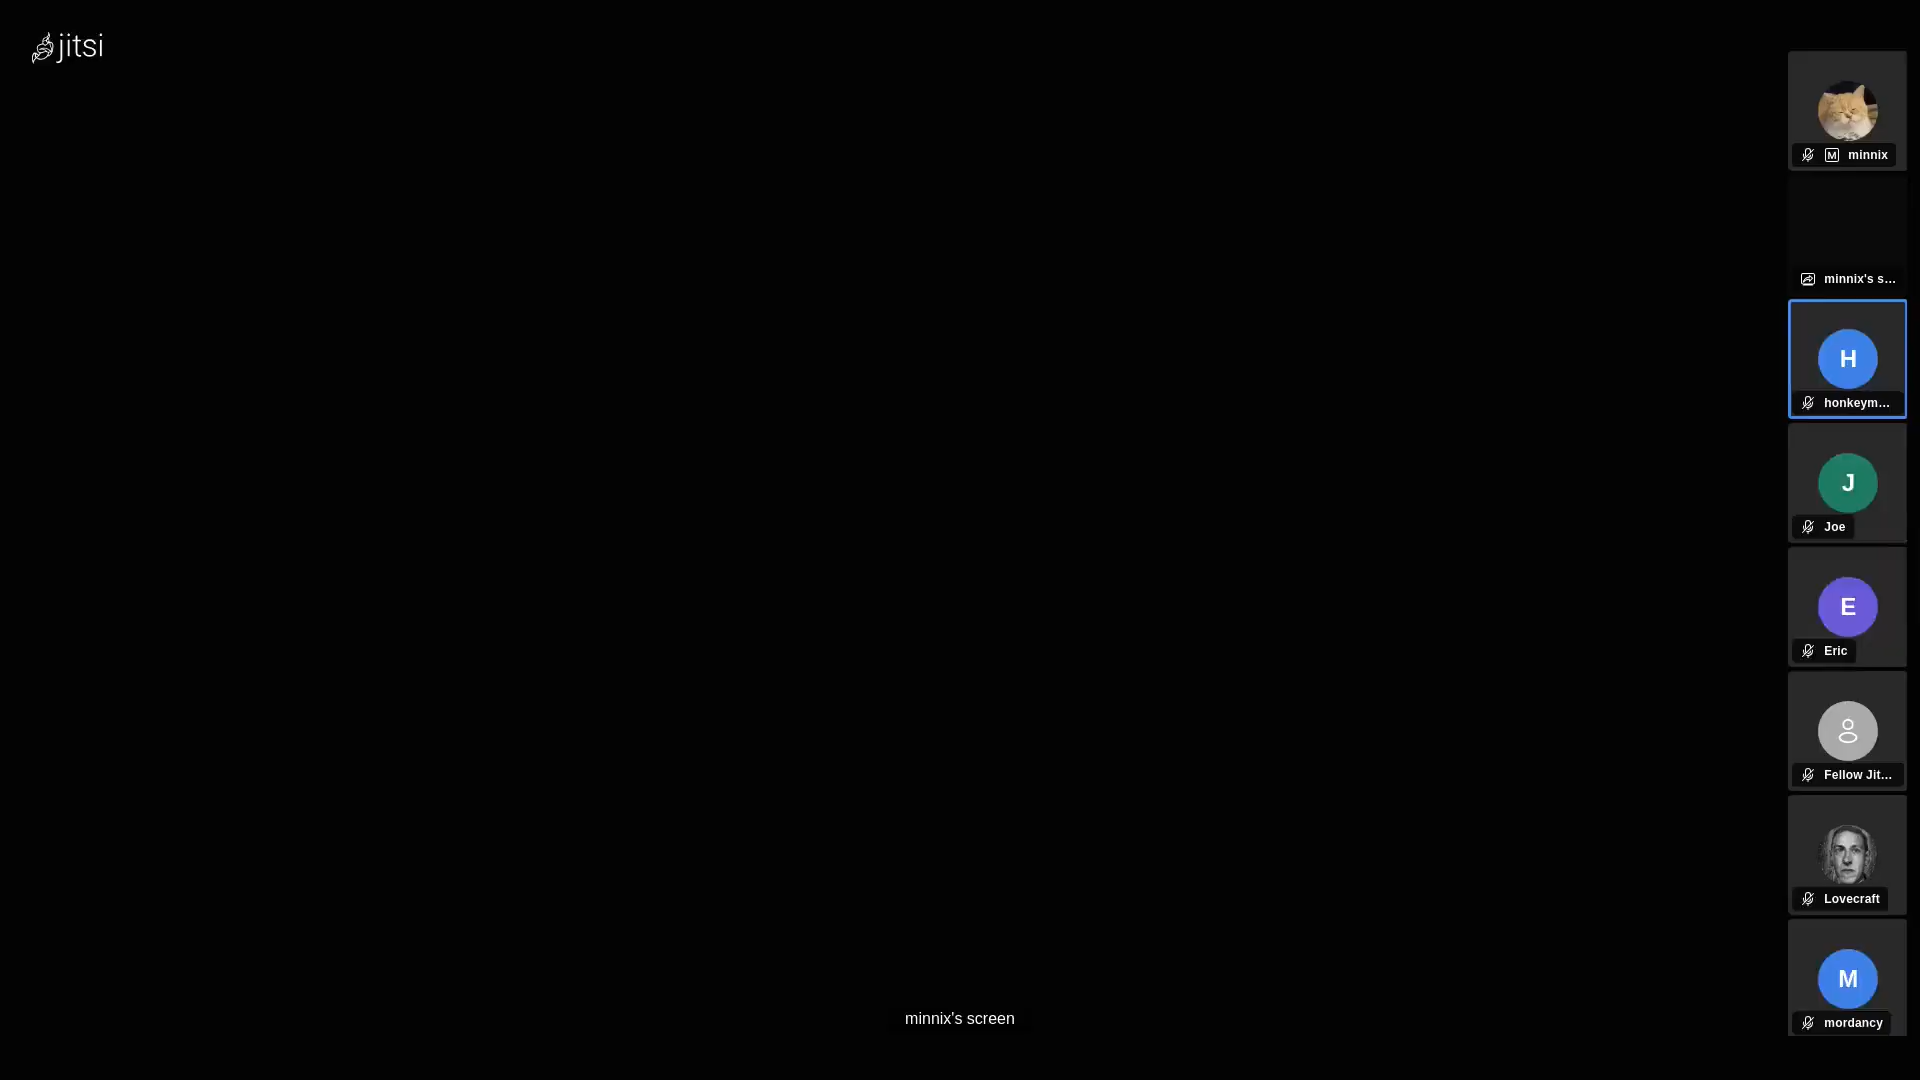 jitsi
M minnix
minnix's s...
H
honkeym...
J
Joe
E
Eric
Fellow Jit...
Lovecraft
M
mordancy
minnix's screen